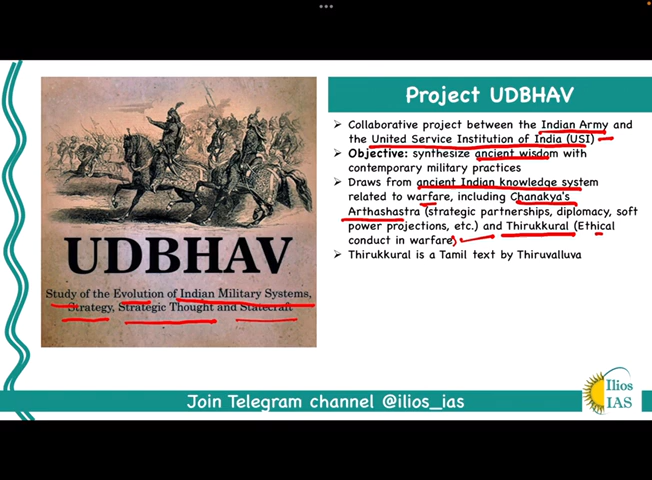 Project UDBHAV
➢ Collaborative project between the Indian Army and
the United Service Institution of India (USI)
➢ Objective: synthesize ancient wisdom with
contemporary military practices
➢ Draws from ancient Indian knowledge system
related to warfare, including Chanakya's
Arthashastra (strategic partnerships, diplomacy, soft
power projections, etc.) and Thirukkural (Ethical
conduct in warfare)
➢ Thirukkural is a Tamil text by Thiruvalluva
UDBHAV
Study of the Evolution of Indian Military Systems,
Strategy, Strategic Thought and Statecraft
Join Telegram channel @ilios_ias
Ilios
IAS